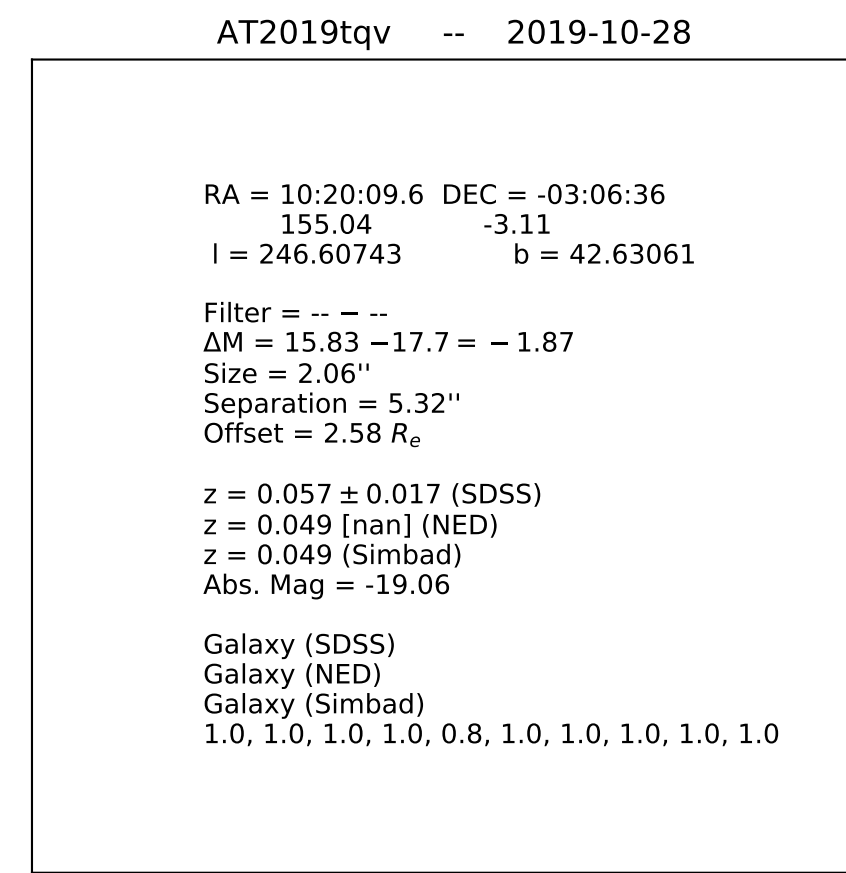 AT2019tqv -- 2019-10-28
RA = 10:20:09.6 DEC = -03:06:36
155.04 -3.11
l = 246.60743 b = 42.63061
Filter = -- − --
ΔM = 15.83 −17.7 = − 1.87
Size = 2.06''
Separation = 5.32''
Offset = 2.58 Rₑ
z = 0.057 ± 0.017 (SDSS)
z = 0.049 [nan] (NED)
z = 0.049 (Simbad)
Abs. Mag = -19.06
Galaxy (SDSS)
Galaxy (NED)
Galaxy (Simbad)
1.0, 1.0, 1.0, 1.0, 0.8, 1.0, 1.0, 1.0, 1.0, 1.0